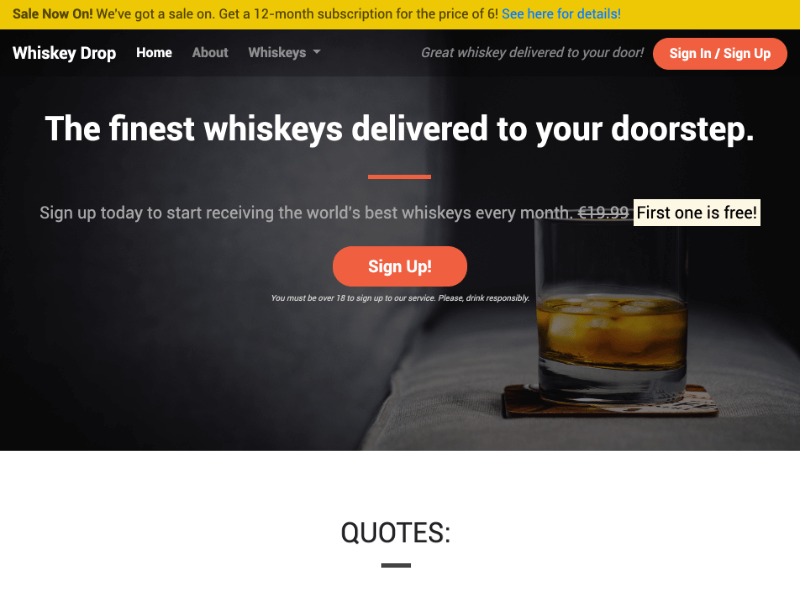 Sale Now On! We've got a sale on. Get a 12-month subscription for the price of 6! See here for details!
Whiskey Drop Home About Whiskeys Great whiskey delivered to your door! Sign In / Sign Up
The finest whiskeys delivered to your doorstep.
Sign up today to start receiving the world's best whiskeys every month. €19.99 First one is free!
Sign Up!
You must be over 18 to sign up to our service. Please, drink responsibly.
QUOTES: